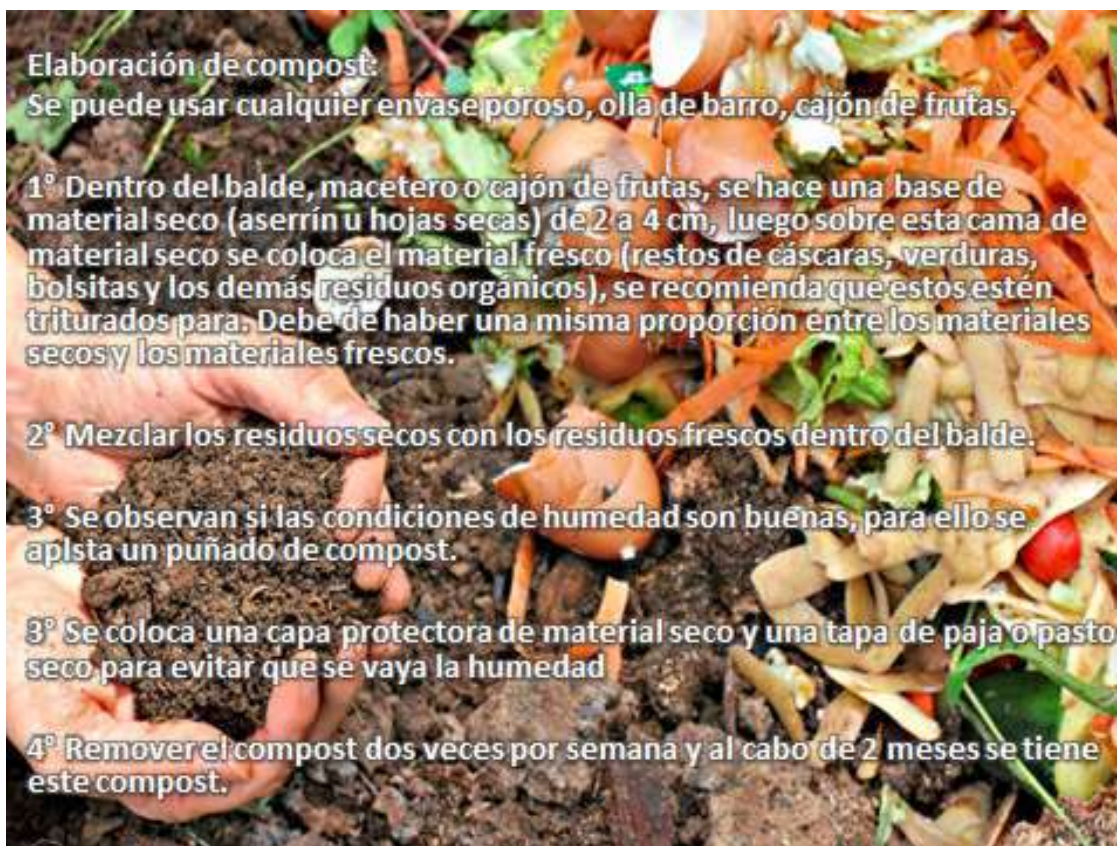 Elaboración de compost:
Se puede usar cualquier envase poroso, olla de barro, cajón de frutas.
1° Dentro del balde, macetero o cajón de frutas, se hace una base de
material seco (aserrín u hojas secas) de 2 a 4 cm, luego sobre esta cama de
material seco se coloca el material fresco (restos de cáscaras, verduras,
bolsitas y los demás residuos orgánicos), se recomienda que estos estén
triturados para. Debe de haber una misma proporción entre los materiales
secos y los materiales frescos.
2° Mezclar los residuos secos con los residuos frescos dentro del balde.
3° Se observan si las condiciones de humedad son buenas, para ello se
aplsta un puñado de compost.
3° Se coloca una capa protectora de material seco y una tapa de paja o pasto
seco para evitar que se vaya la humedad
4° Remover el compost dos veces por semana y al cabo de 2 meses se tiene
este compost.